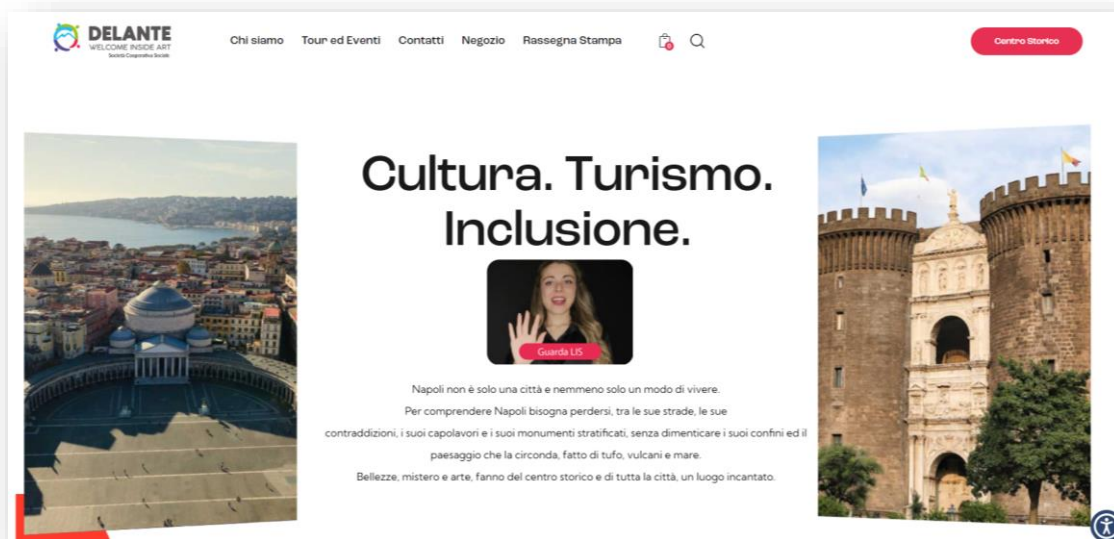 DELANTE
WELCOME INSIDE ART
Società Cooperativa Sociale
Chi siamo Tour ed Eventi Contatti Negozio Rassegna Stampa
0
Centro Storico
Cultura. Turismo.
Inclusione.
Guarda LIS
Napoli non è solo una città e nemmeno solo un modo di vivere.
Per comprendere Napoli bisogna perdersi, tra le sue strade, le sue
contraddizioni, i suoi capolavori e i suoi monumenti stratificati, senza dimenticare i suoi confini ed il
paesaggio che la circonda, fatto di tufo, vulcani e mare.
Bellezze, mistero e arte, fanno del centro storico e di tutta la città, un luogo incantato.